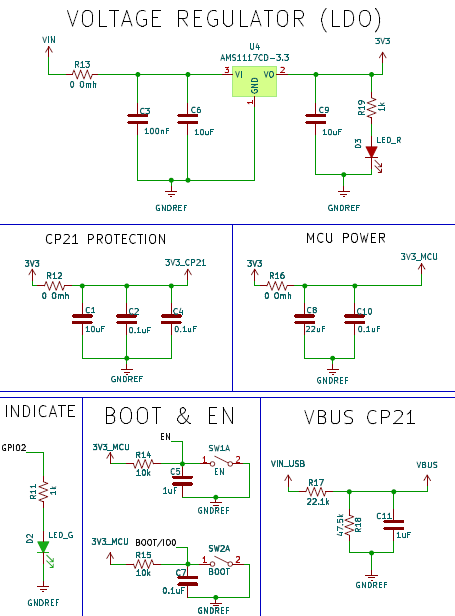 VOLTAGE REGULATOR (LDO)
VIN
R13
0 0mh
U4
AMS1117CD-3.3
3 VI VO 2
GND
1
3V3
C3
100nF
C6
10uF
C9
10uF
R19
1k
D3
LED_R
GNDREF
GNDREF
CP21 PROTECTION
3V3
R12
0 0mh
3V3_CP21
C1
10uF
C2
0.1uF
C4
0.1uF
GNDREF
MCU POWER
3V3
R16
0 0mh
3V3_MCU
C8
22uF
C10
0.1uF
GNDREF
INDICATE
GPIO2
R11
1k
D2
LED_G
GNDREF
BOOT & EN
EN
3V3_MCU
R14
10k
C5
1uF
SW1A
1 2
EN
GNDREF
3V3_MCU
BOOT/IO0
R15
10k
C7
0.1uF
SW2A
1 2
BOOT
GNDREF
VBUS CP21
VIN_USB
R17
22.1k
VBUS
47.5k
R18
C11
1uF
GNDREF